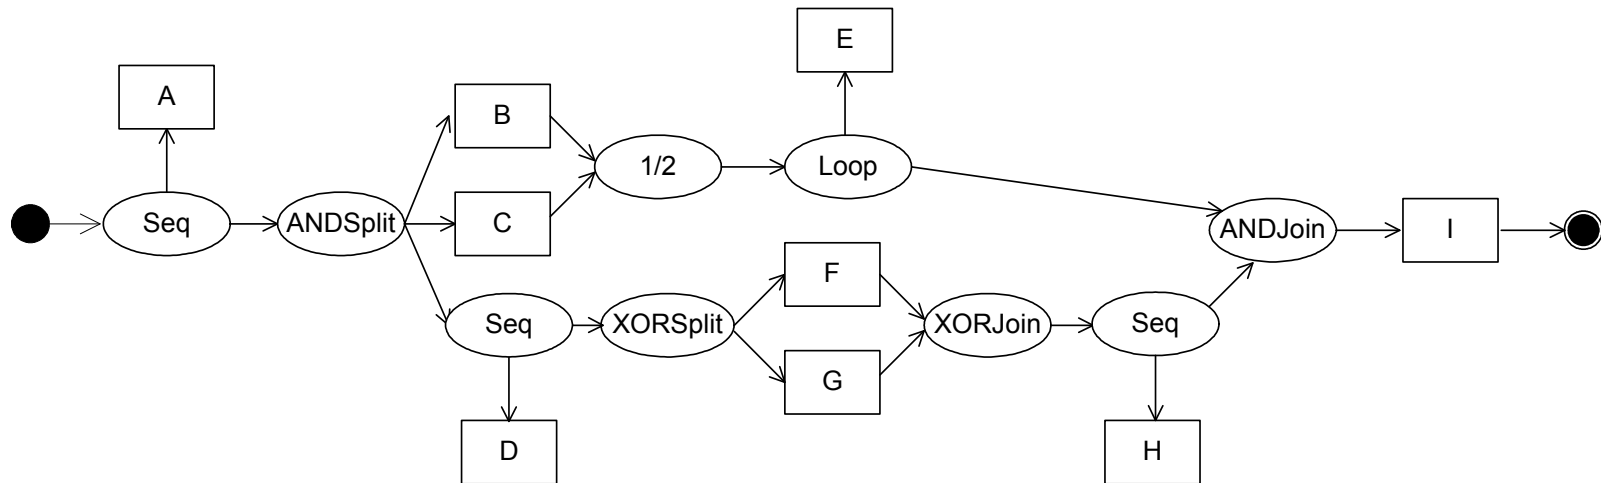 E
A
B
1/2
Loop
Seq
ANDSplit
C
ANDJoin
I
F
Seq
XORSplit
XORJoin
Seq
G
D
H